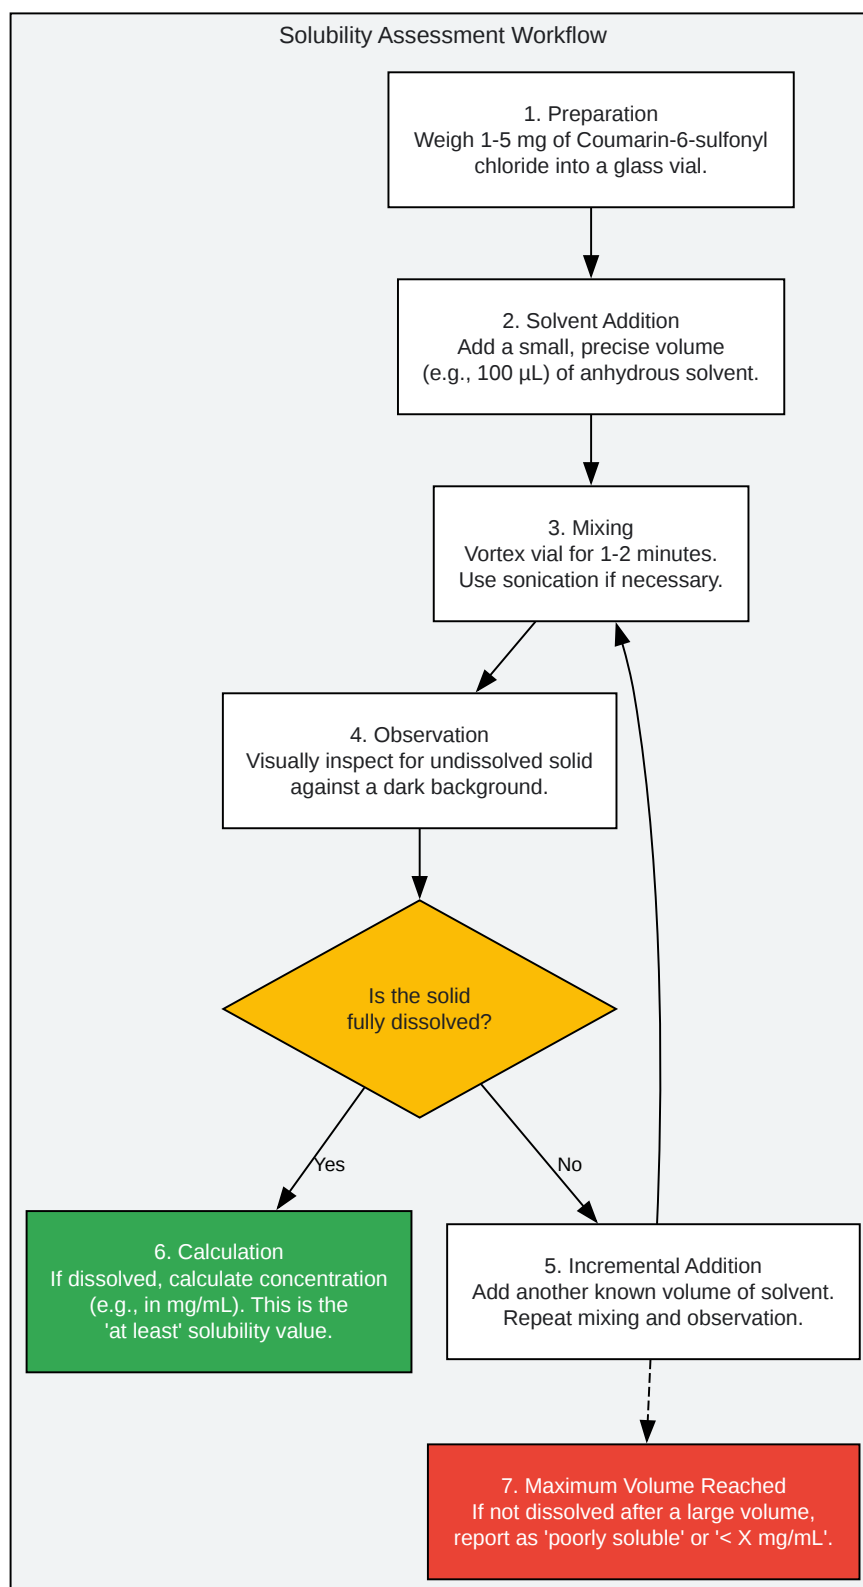 Solubility Assessment Workflow
1. Preparation
Weigh 1-5 mg of Coumarin-6-sulfonyl
chloride into a glass vial.
2. Solvent Addition
Add a small, precise volume
(e.g., 100 µL) of anhydrous solvent.
3. Mixing
Vortex vial for 1-2 minutes.
Use sonication if necessary.
4. Observation
Visually inspect for undissolved solid
against a dark background.
Is the solid
fully dissolved?
Yes
No
6. Calculation
If dissolved, calculate concentration
(e.g., in mg/mL). This is the
'at least' solubility value.
5. Incremental Addition
Add another known volume of solvent.
Repeat mixing and observation.
7. Maximum Volume Reached
If not dissolved after a large volume,
report as 'poorly soluble' or '< X mg/mL'.